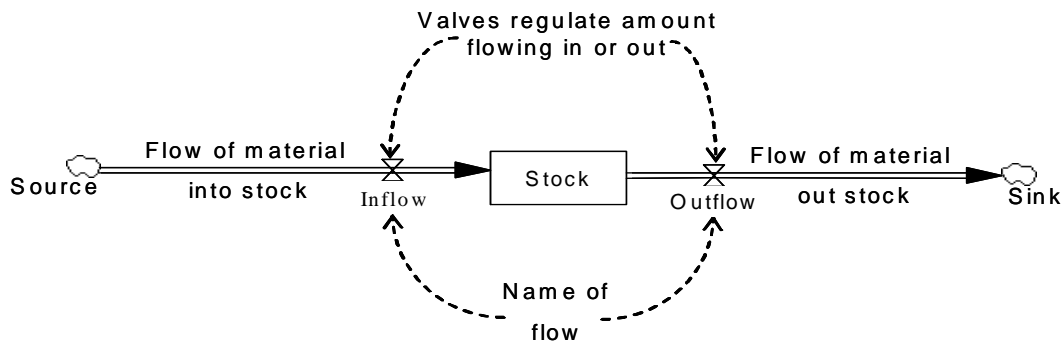 Valves regulate amount
flowing in or out
Flow of material
into stock
Source
Inflow
Stock
Outflow
Flow of material
out stock
Sink
Name of
flow